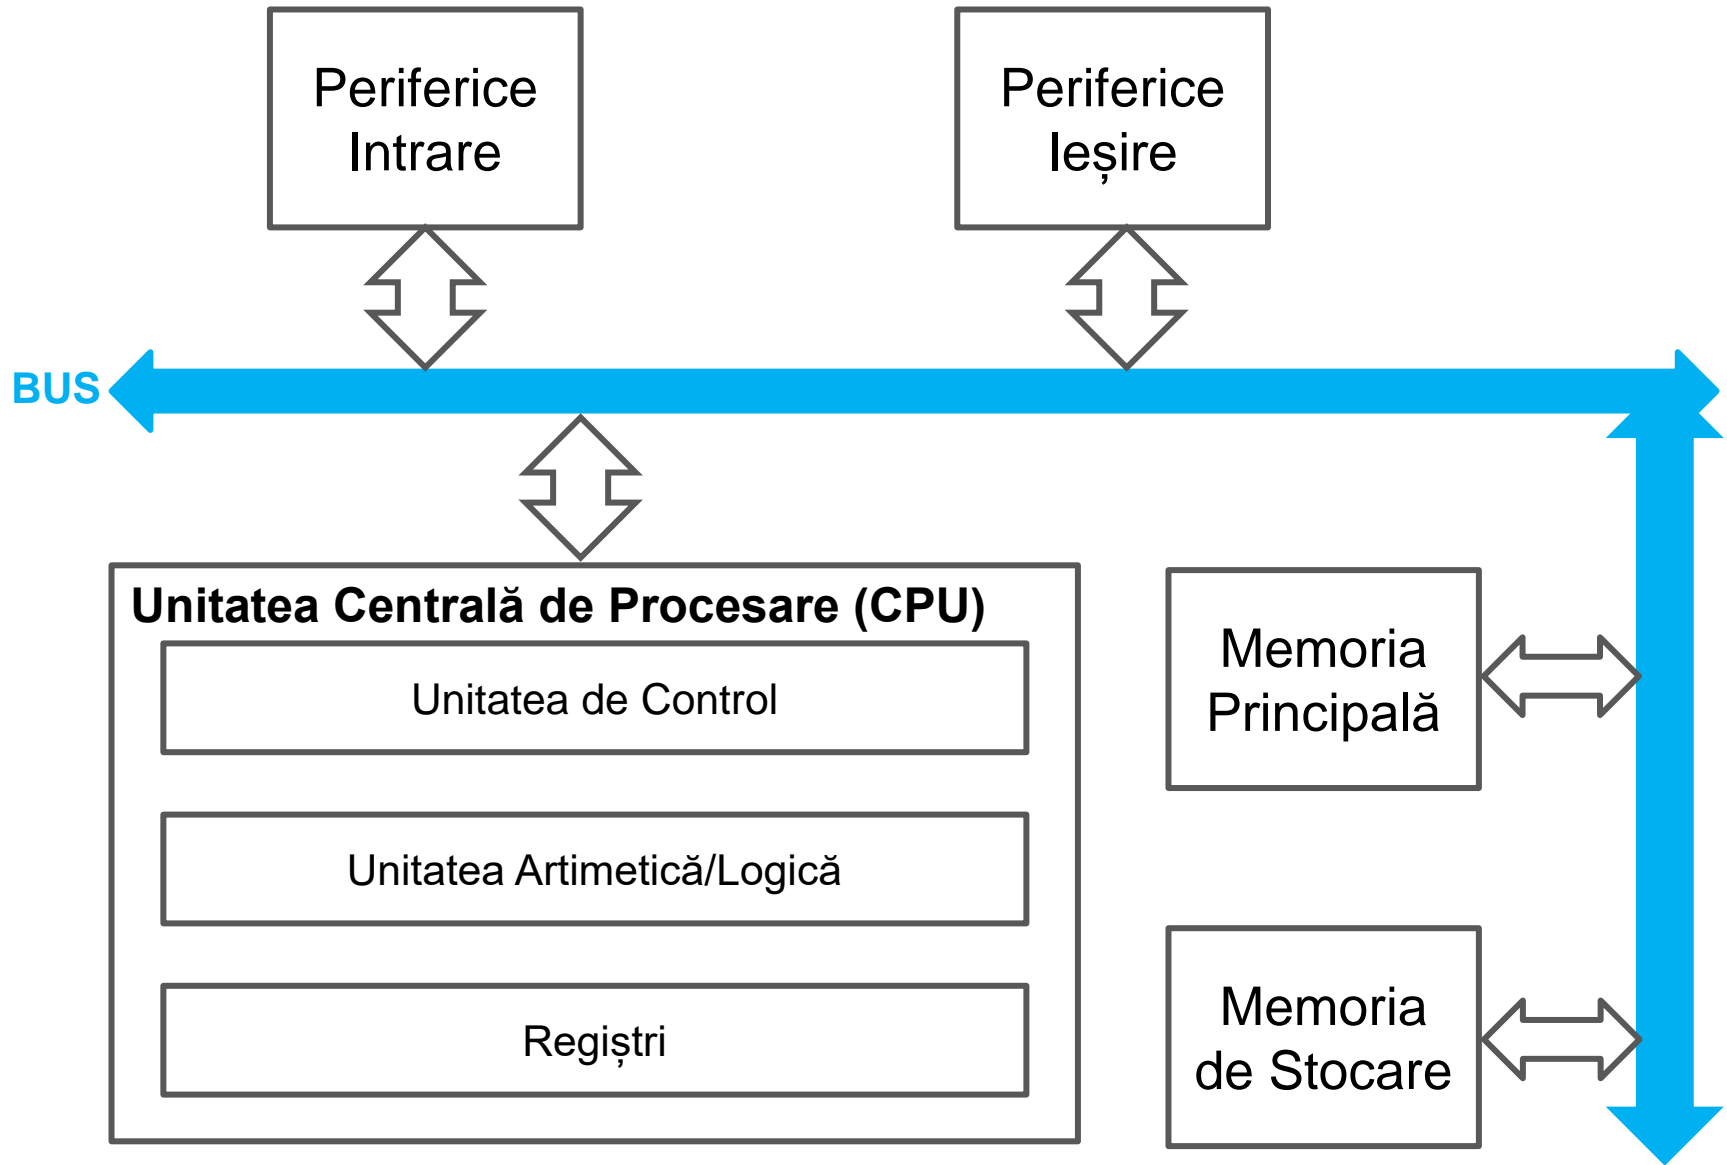 Periferice
Intrare
Periferice
Ieșire
BUS
Unitatea Centrală de Procesare (CPU)
Unitatea de Control
Unitatea Artimetică/Logică
Regiștri
Memoria
Principală
Memoria
de Stocare